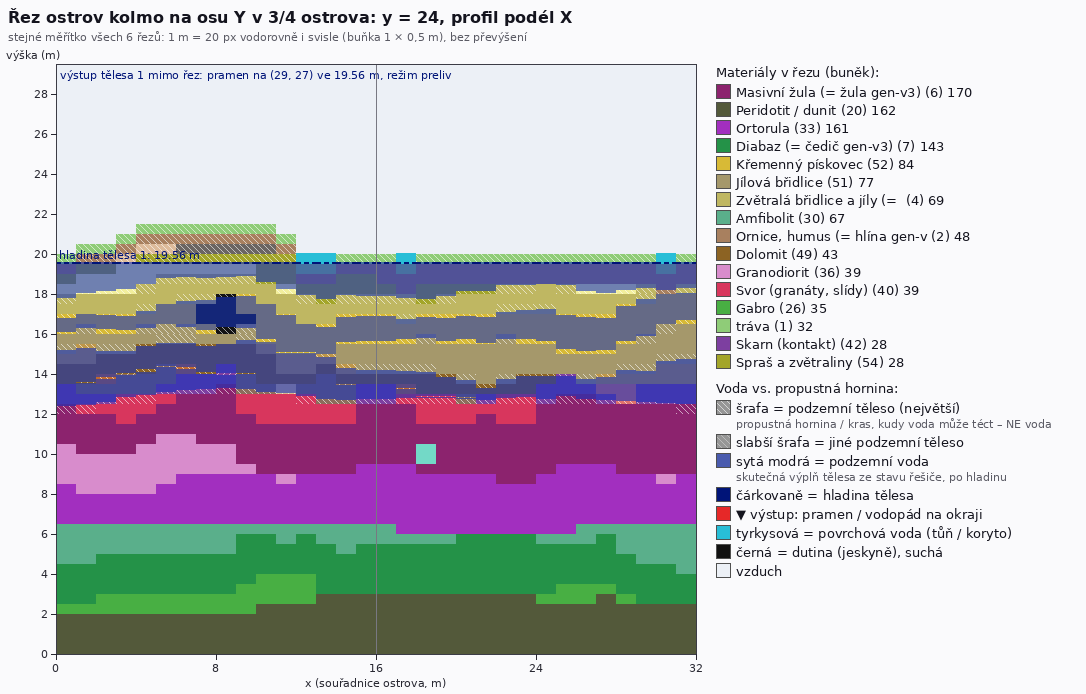 Řez ostrov kolmo na osu Y v 3/4 ostrova: y = 24, profil podél X
stejné měřítko všech 6 řezů: 1 m = 20 px vodorovně i svisle (buňka 1 × 0,5 m), bez převýšení
výška (m)
výstup tělesa 1 mimo řez: pramen na (29, 27) ve 19.56 m, režim preliv
hladina tělesa 1: 19.56 m
28
26
24
22
20
18
16
14
12
10
8
6
4
2
0
0
8
16
24
32
x (souřadnice ostrova, m)
Materiály v řezu (buněk):
Masivní žula (= žula gen-v3) (6) 170
Peridotit / dunit (20) 162
Ortorula (33) 161
Diabaz (= čedič gen-v3) (7) 143
Křemenný pískovec (52) 84
Jílová břidlice (51) 77
Zvětralá břidlice a jíly (=  (4) 69
Amfibolit (30) 67
Ornice, humus (= hlína gen-v (2) 48
Dolomit (49) 43
Granodiorit (36) 39
Svor (granáty, slídy) (40) 39
Gabro (26) 35
tráva (1) 32
Skarn (kontakt) (42) 28
Spraš a zvětraliny (54) 28
Voda vs. propustná hornina:
šrafa = podzemní těleso (největší)
propustná hornina / kras, kudy voda může téct – NE voda
slabší šrafa = jiné podzemní těleso
sytá modrá = podzemní voda
skutečná výplň tělesa ze stavu řešiče, po hladinu
čárkovaně = hladina tělesa
▼ výstup: pramen / vodopád na okraji
tyrkysová = povrchová voda (tůň / koryto)
černá = dutina (jeskyně), suchá
vzduch